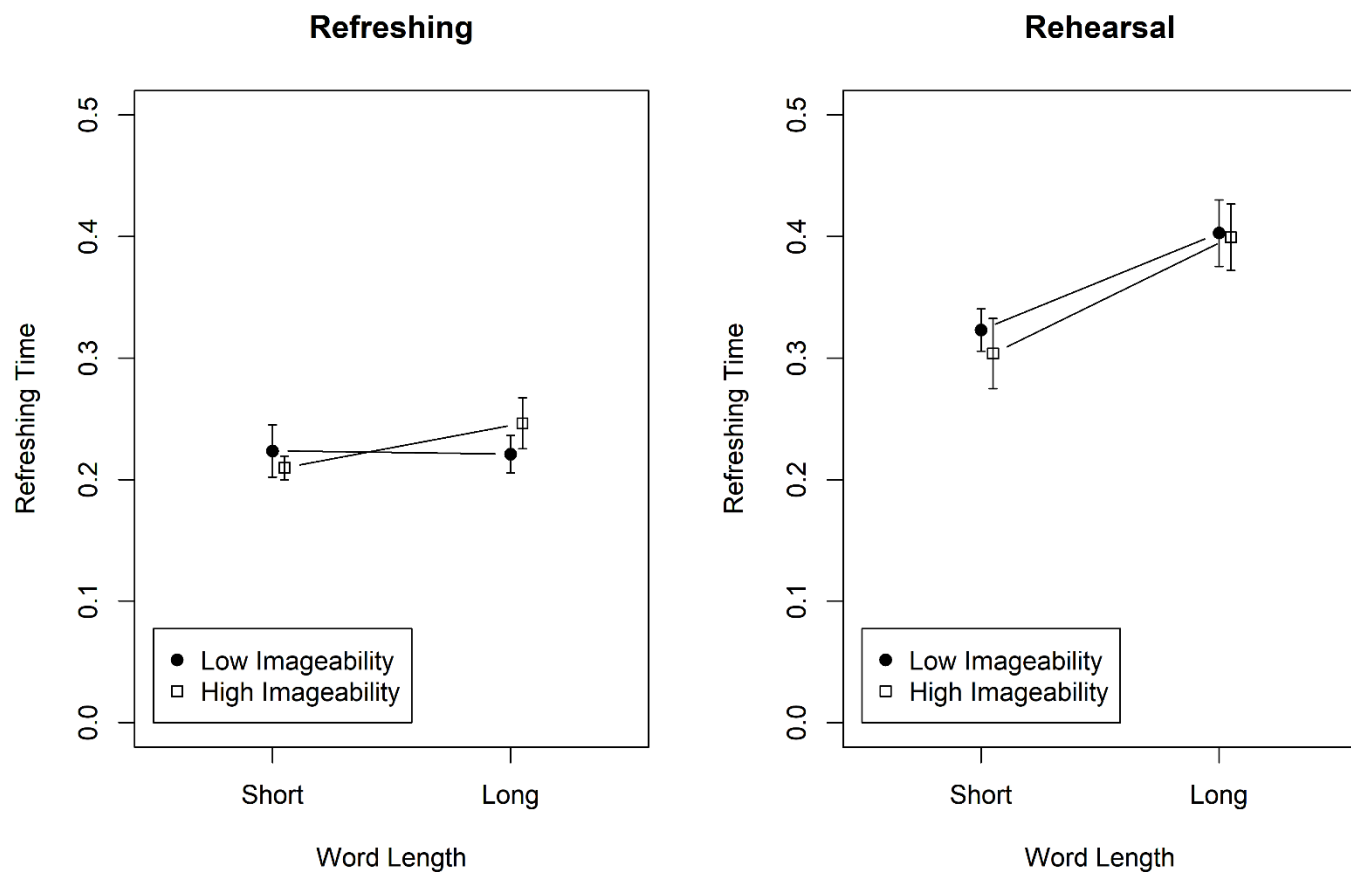 Refreshing
Refreshing Time
0.5
0.4
0.3
0.2
0.1
0.0
Low Imageability
High Imageability
Short
Long
Word Length
Rehearsal
Refreshing Time
0.5
0.4
0.3
0.2
0.1
0.0
Low Imageability
High Imageability
Short
Long
Word Length